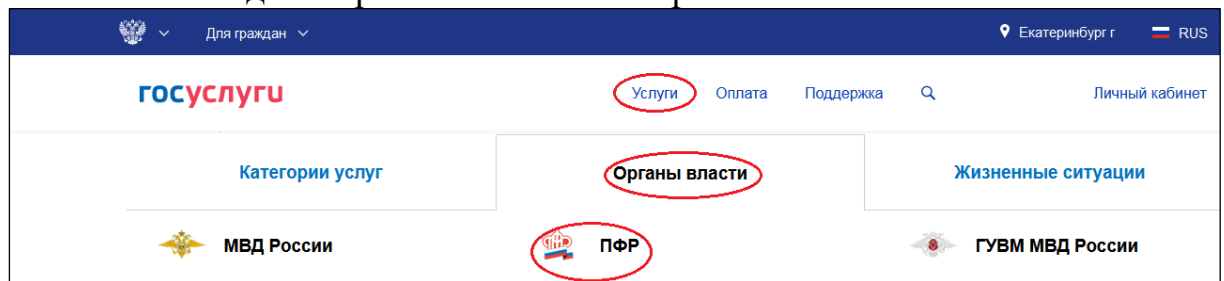 Для граждан Екатеринбург г RUS
госуслуги Услуги Оплата Поддержка Личный кабинет
Категории услуг Органы власти Жизненные ситуации
МВД России ПФР ГУВМ МВД России